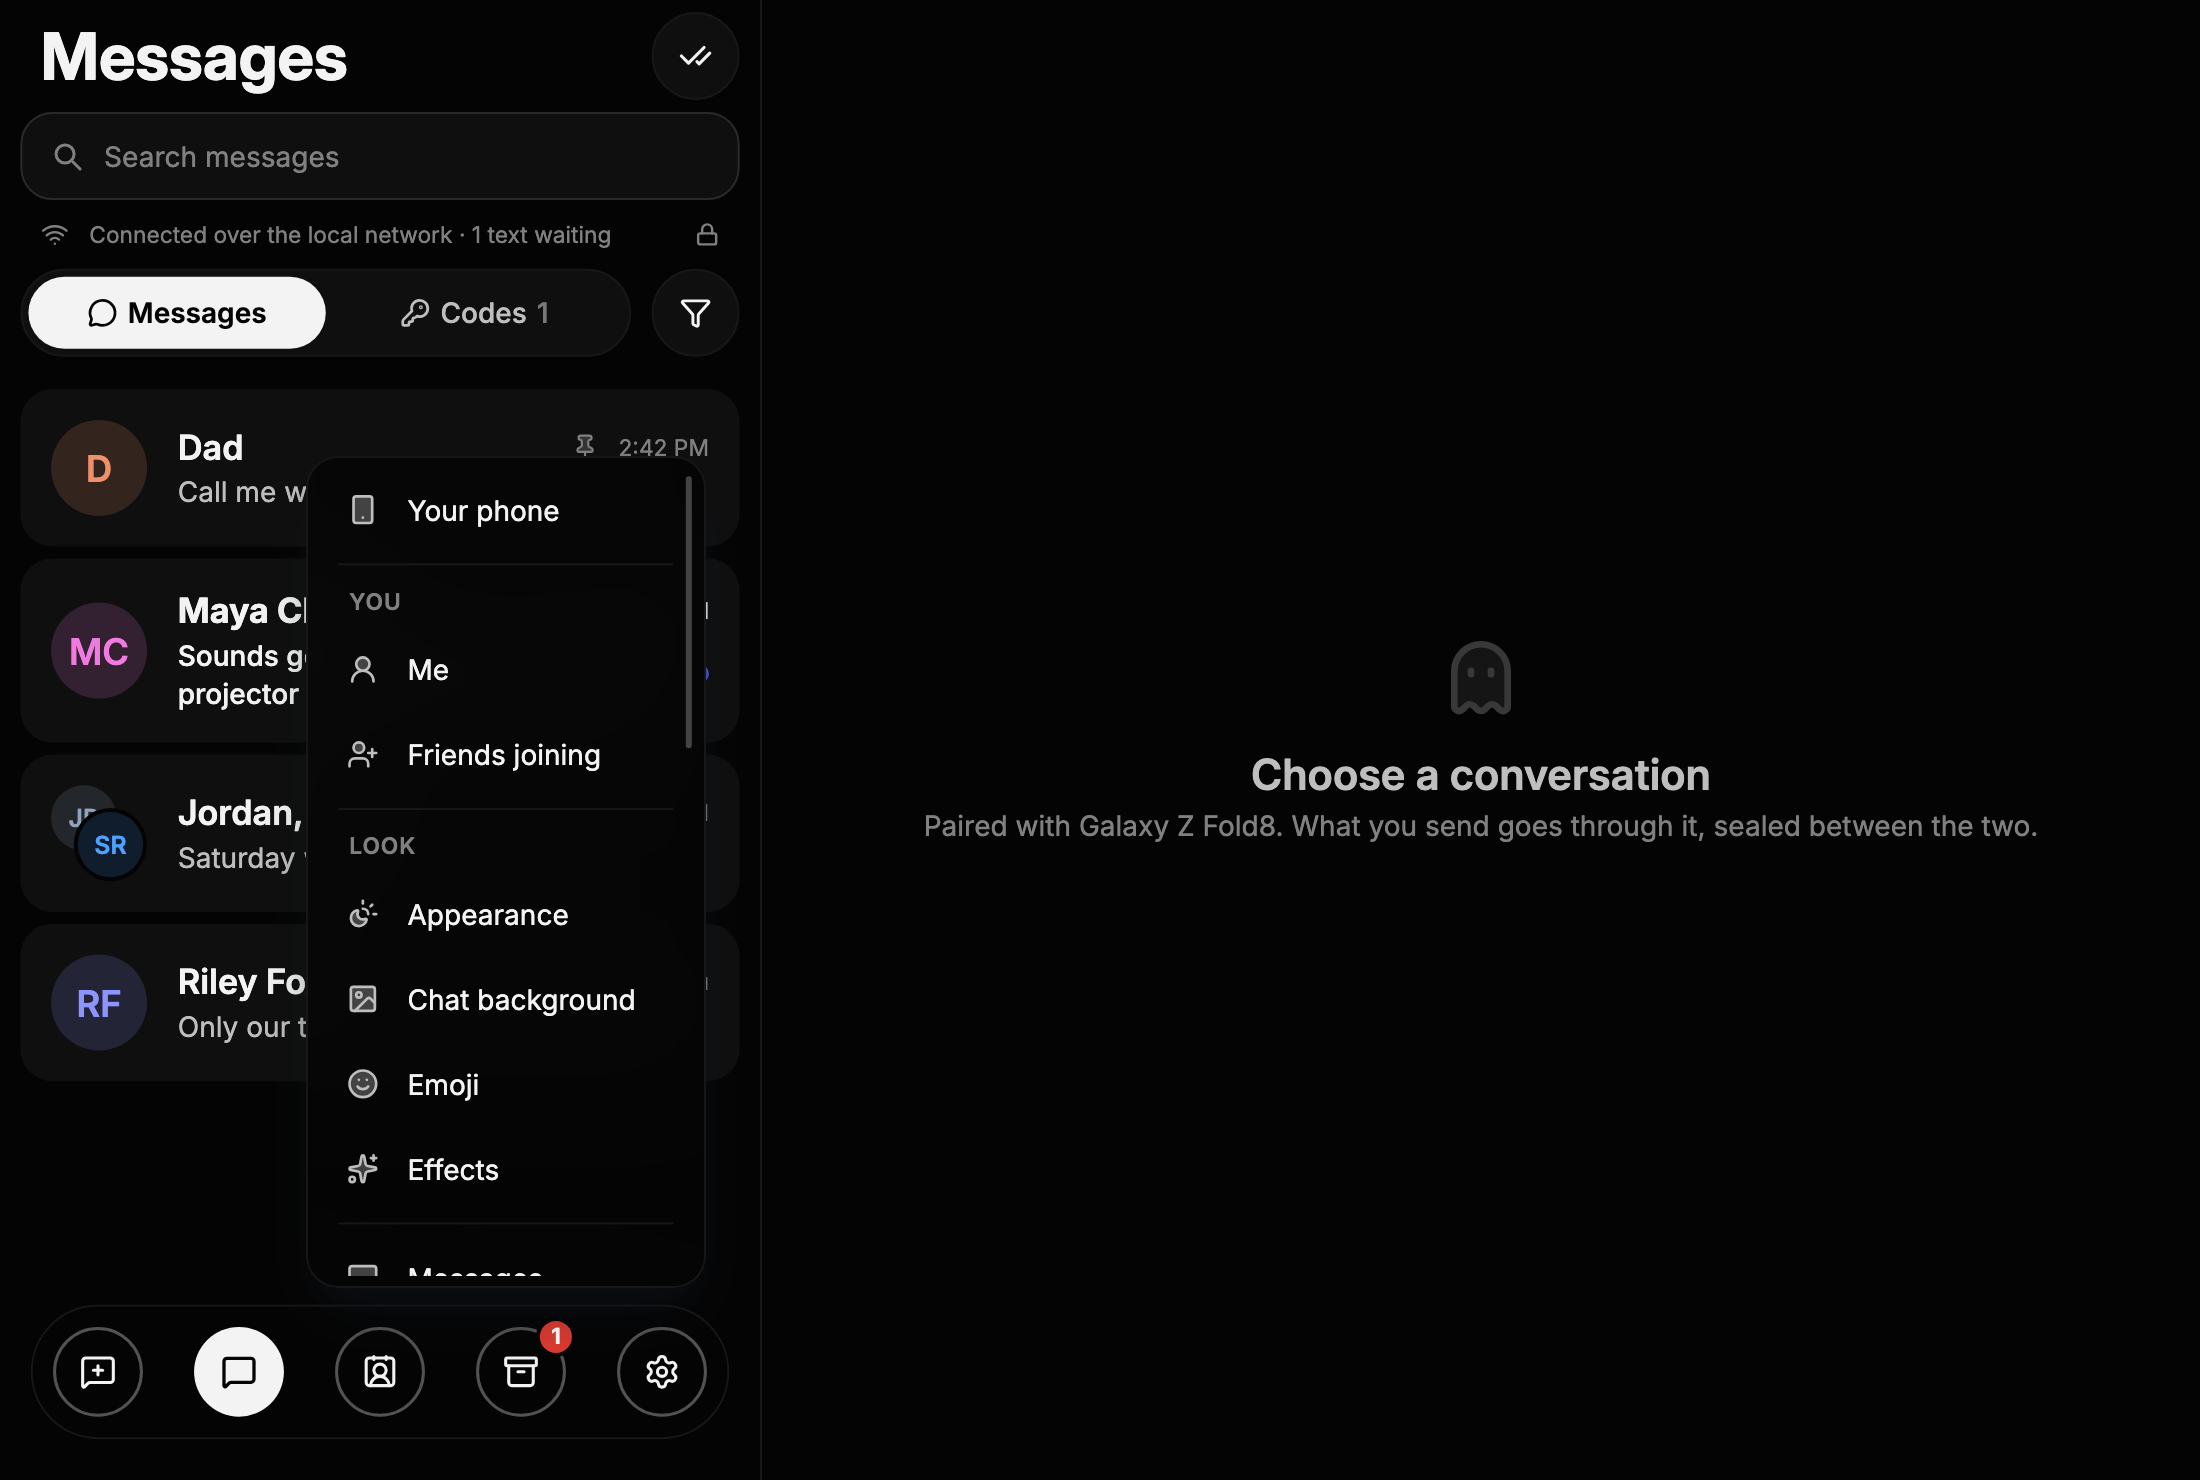 Messages
Search messages
Connected over the local network · 1 text waiting
Messages
Codes 1
D
Dad
2:42 PM
Call me
MC
Maya
Sounds
projector
SR
Jordan,
Saturday
RF
Riley
Only our
Your phone
YOU
Me
Friends joining
LOOK
Appearance
Chat background
Emoji
Effects
Messages
1
Choose a conversation
Paired with Galaxy Z Fold8. What you send goes through it, sealed between the two.